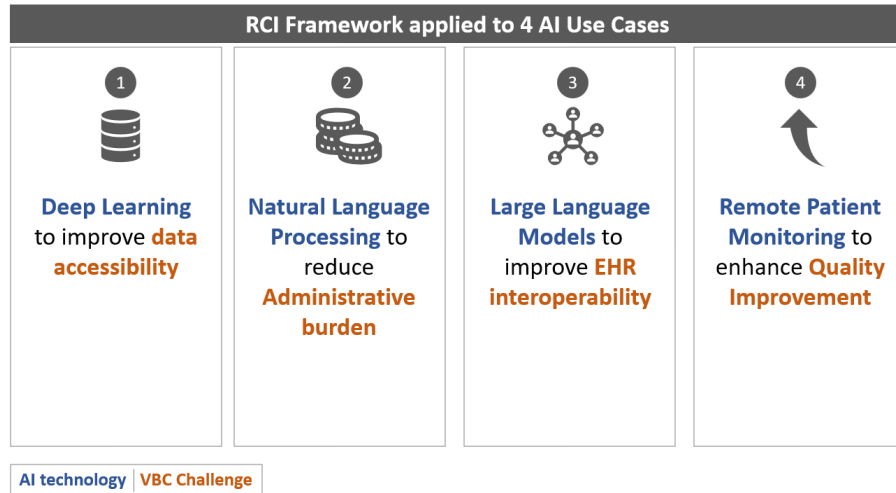 RCI Framework applied to 4 AI Use Cases
1
Deep Learning
to improve data
accessibility
2
Natural Language
Processing to
reduce
Administrative
burden
3
Large Language
Models to
improve EHR
interoperability
4
Remote Patient
Monitoring to
enhance Quality
Improvement
AI technology | VBC Challenge